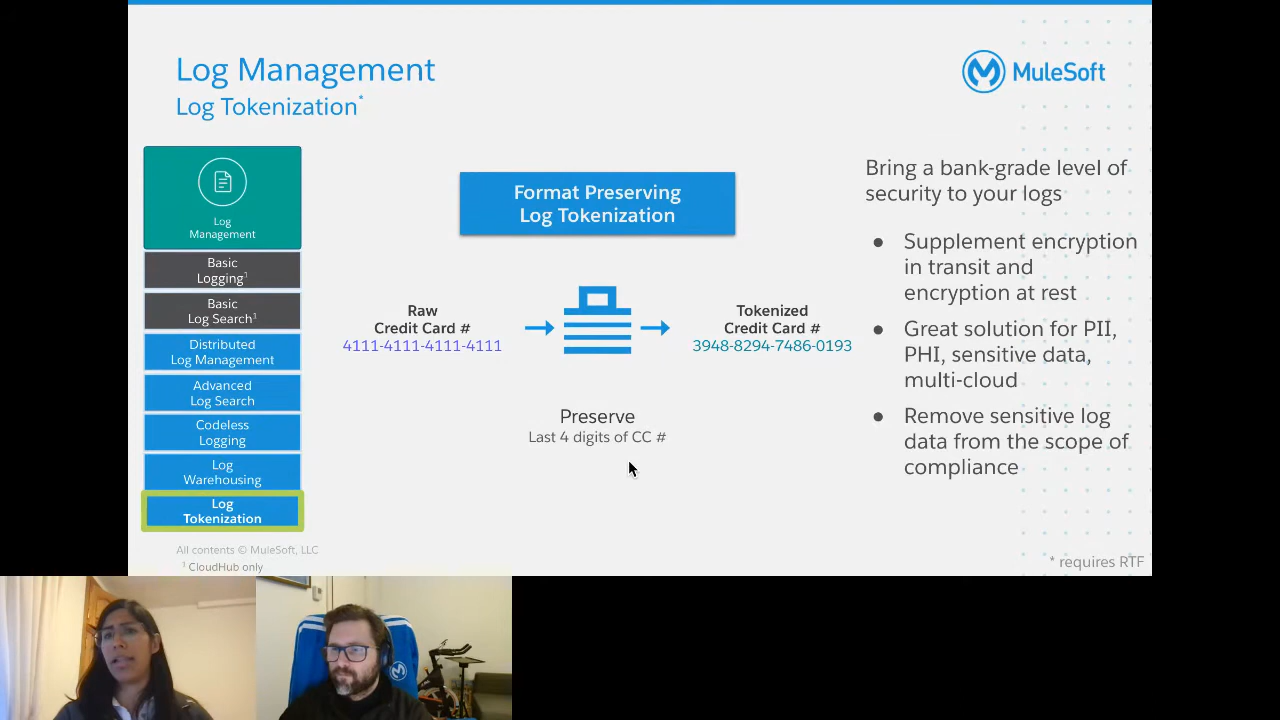 Log Management
Log Tokenization*
MuleSoft
Log
Management
Basic
Logging¹
Basic
Log Search¹
Distributed
Log Management
Advanced
Log Search
Codeless
Logging
Log
Warehousing
Log
Tokenization
Format Preserving
Log Tokenization
Raw
Credit Card #
4111-4111-4111-4111
Tokenized
Credit Card #
3948-8294-7486-0193
Preserve
Last 4 digits of CC #
Bring a bank-grade level of
security to your logs
● Supplement encryption
in transit and
encryption at rest
● Great solution for PII,
PHI, sensitive data,
multi-cloud
● Remove sensitive log
data from the scope of
compliance
All contents © MuleSoft, LLC
¹ CloudHub only
* requires RTF